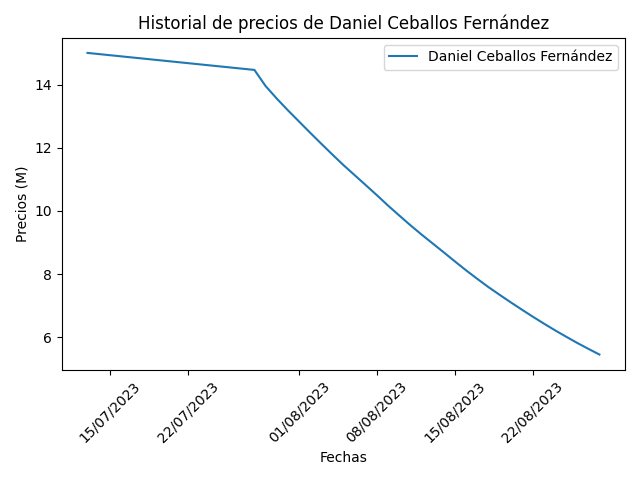 Historial de precios de Daniel Ceballos Fernández
Daniel Ceballos Fernández
Precios (M)
14
12
10
8
6
15/07/2023
22/07/2023
01/08/2023
08/08/2023
15/08/2023
22/08/2023
Fechas